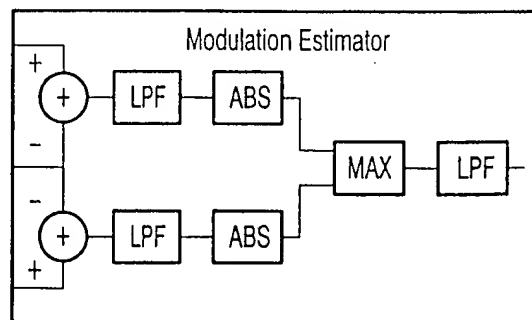 Modulation Estimator
+
+
LPF
ABS
-
MAX
LPF
-
+
LPF
ABS
+